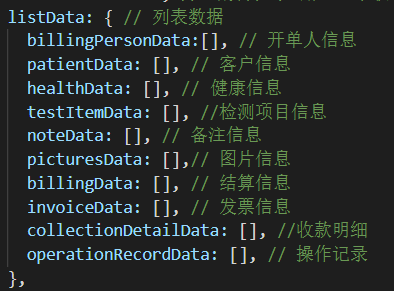 listData: { // 列表数据
billingPersonData:[], // 开单人信息
patientData: [], // 客户信息
healthData: [], // 健康信息
testItemData: [], //检测项目信息
noteData: [], // 备注信息
picturesData: [],// 图片信息
billingData: [], // 结算信息
invoiceData: [], // 发票信息
collectionDetailData: [], //收款明细
operationRecordData: [], // 操作记录
},